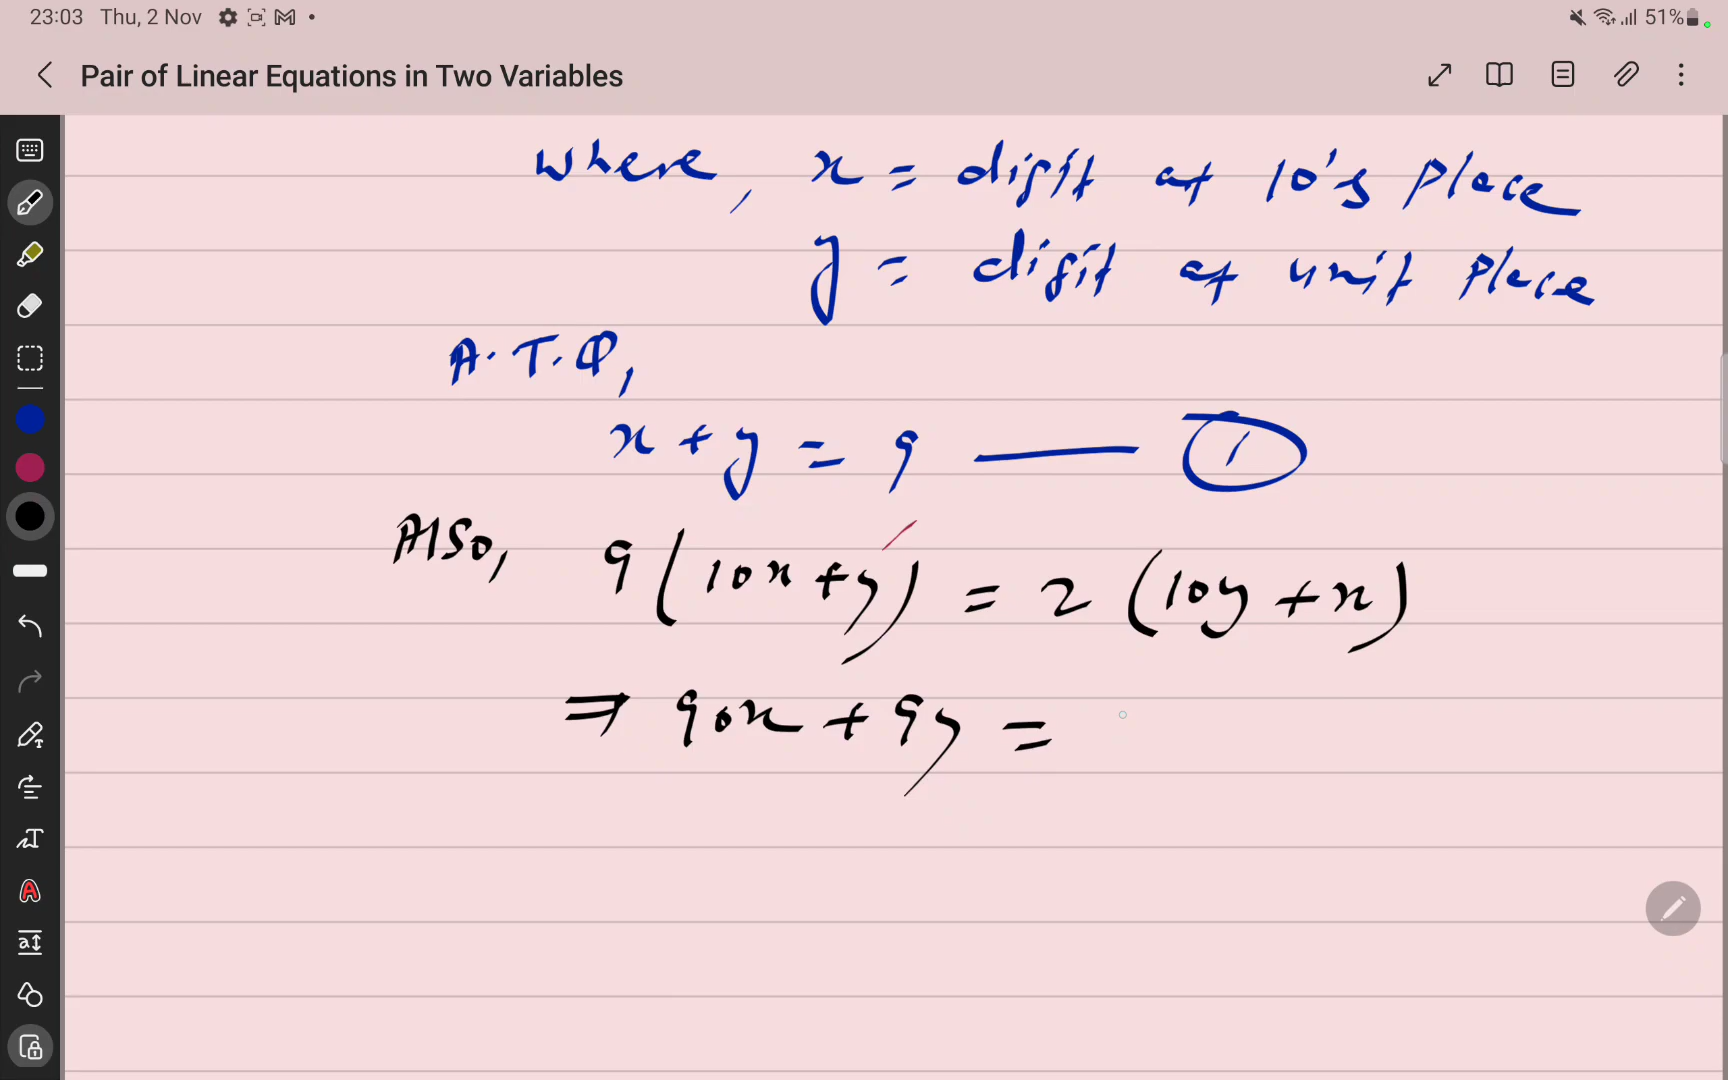 23:03 Thu, 2 Nov
51%
Pair of Linear Equations in Two Variables
where, x = digit at 10's place
y = digit at unit place
A.T.Q,
x + y = 9 — 1
Also, 9(10x+y) = 2(10y+x)
⇒ 90x + 9y =